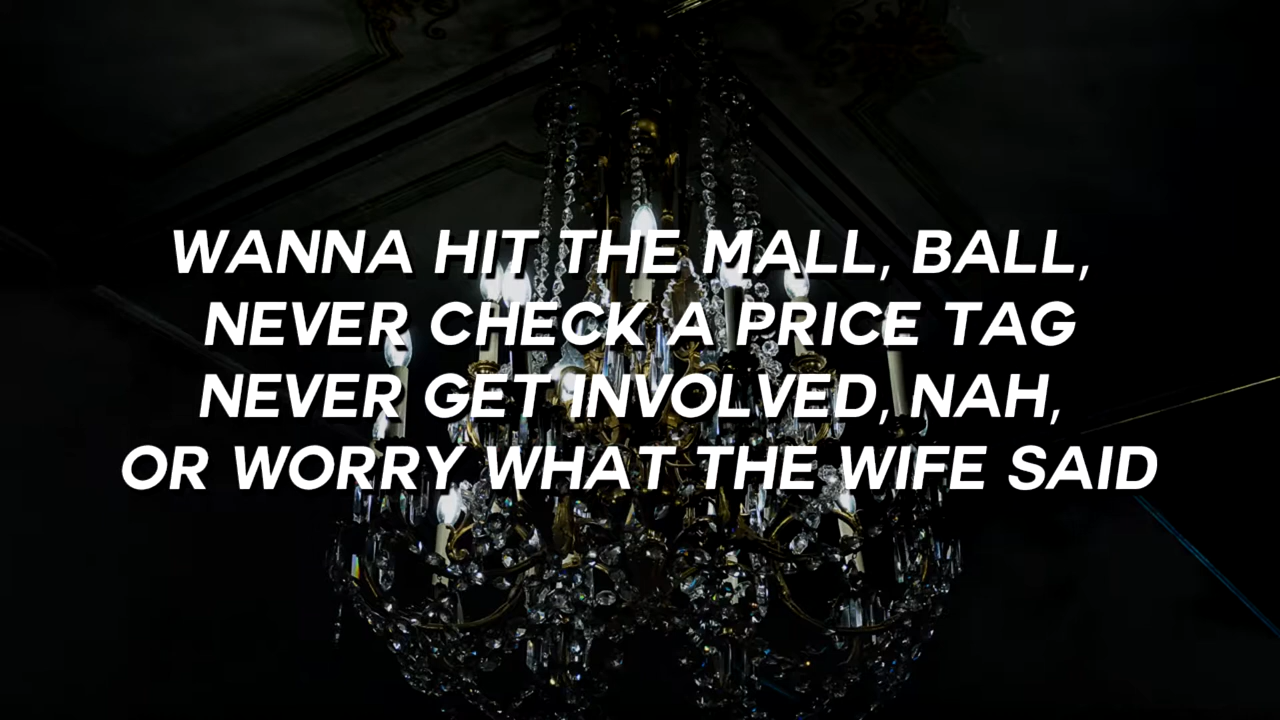 WANNA HIT THE MALL, BALL,
NEVER CHECK A PRICE TAG
NEVER GET INVOLVED, NAH,
OR WORRY WHAT THE WIFE SAID